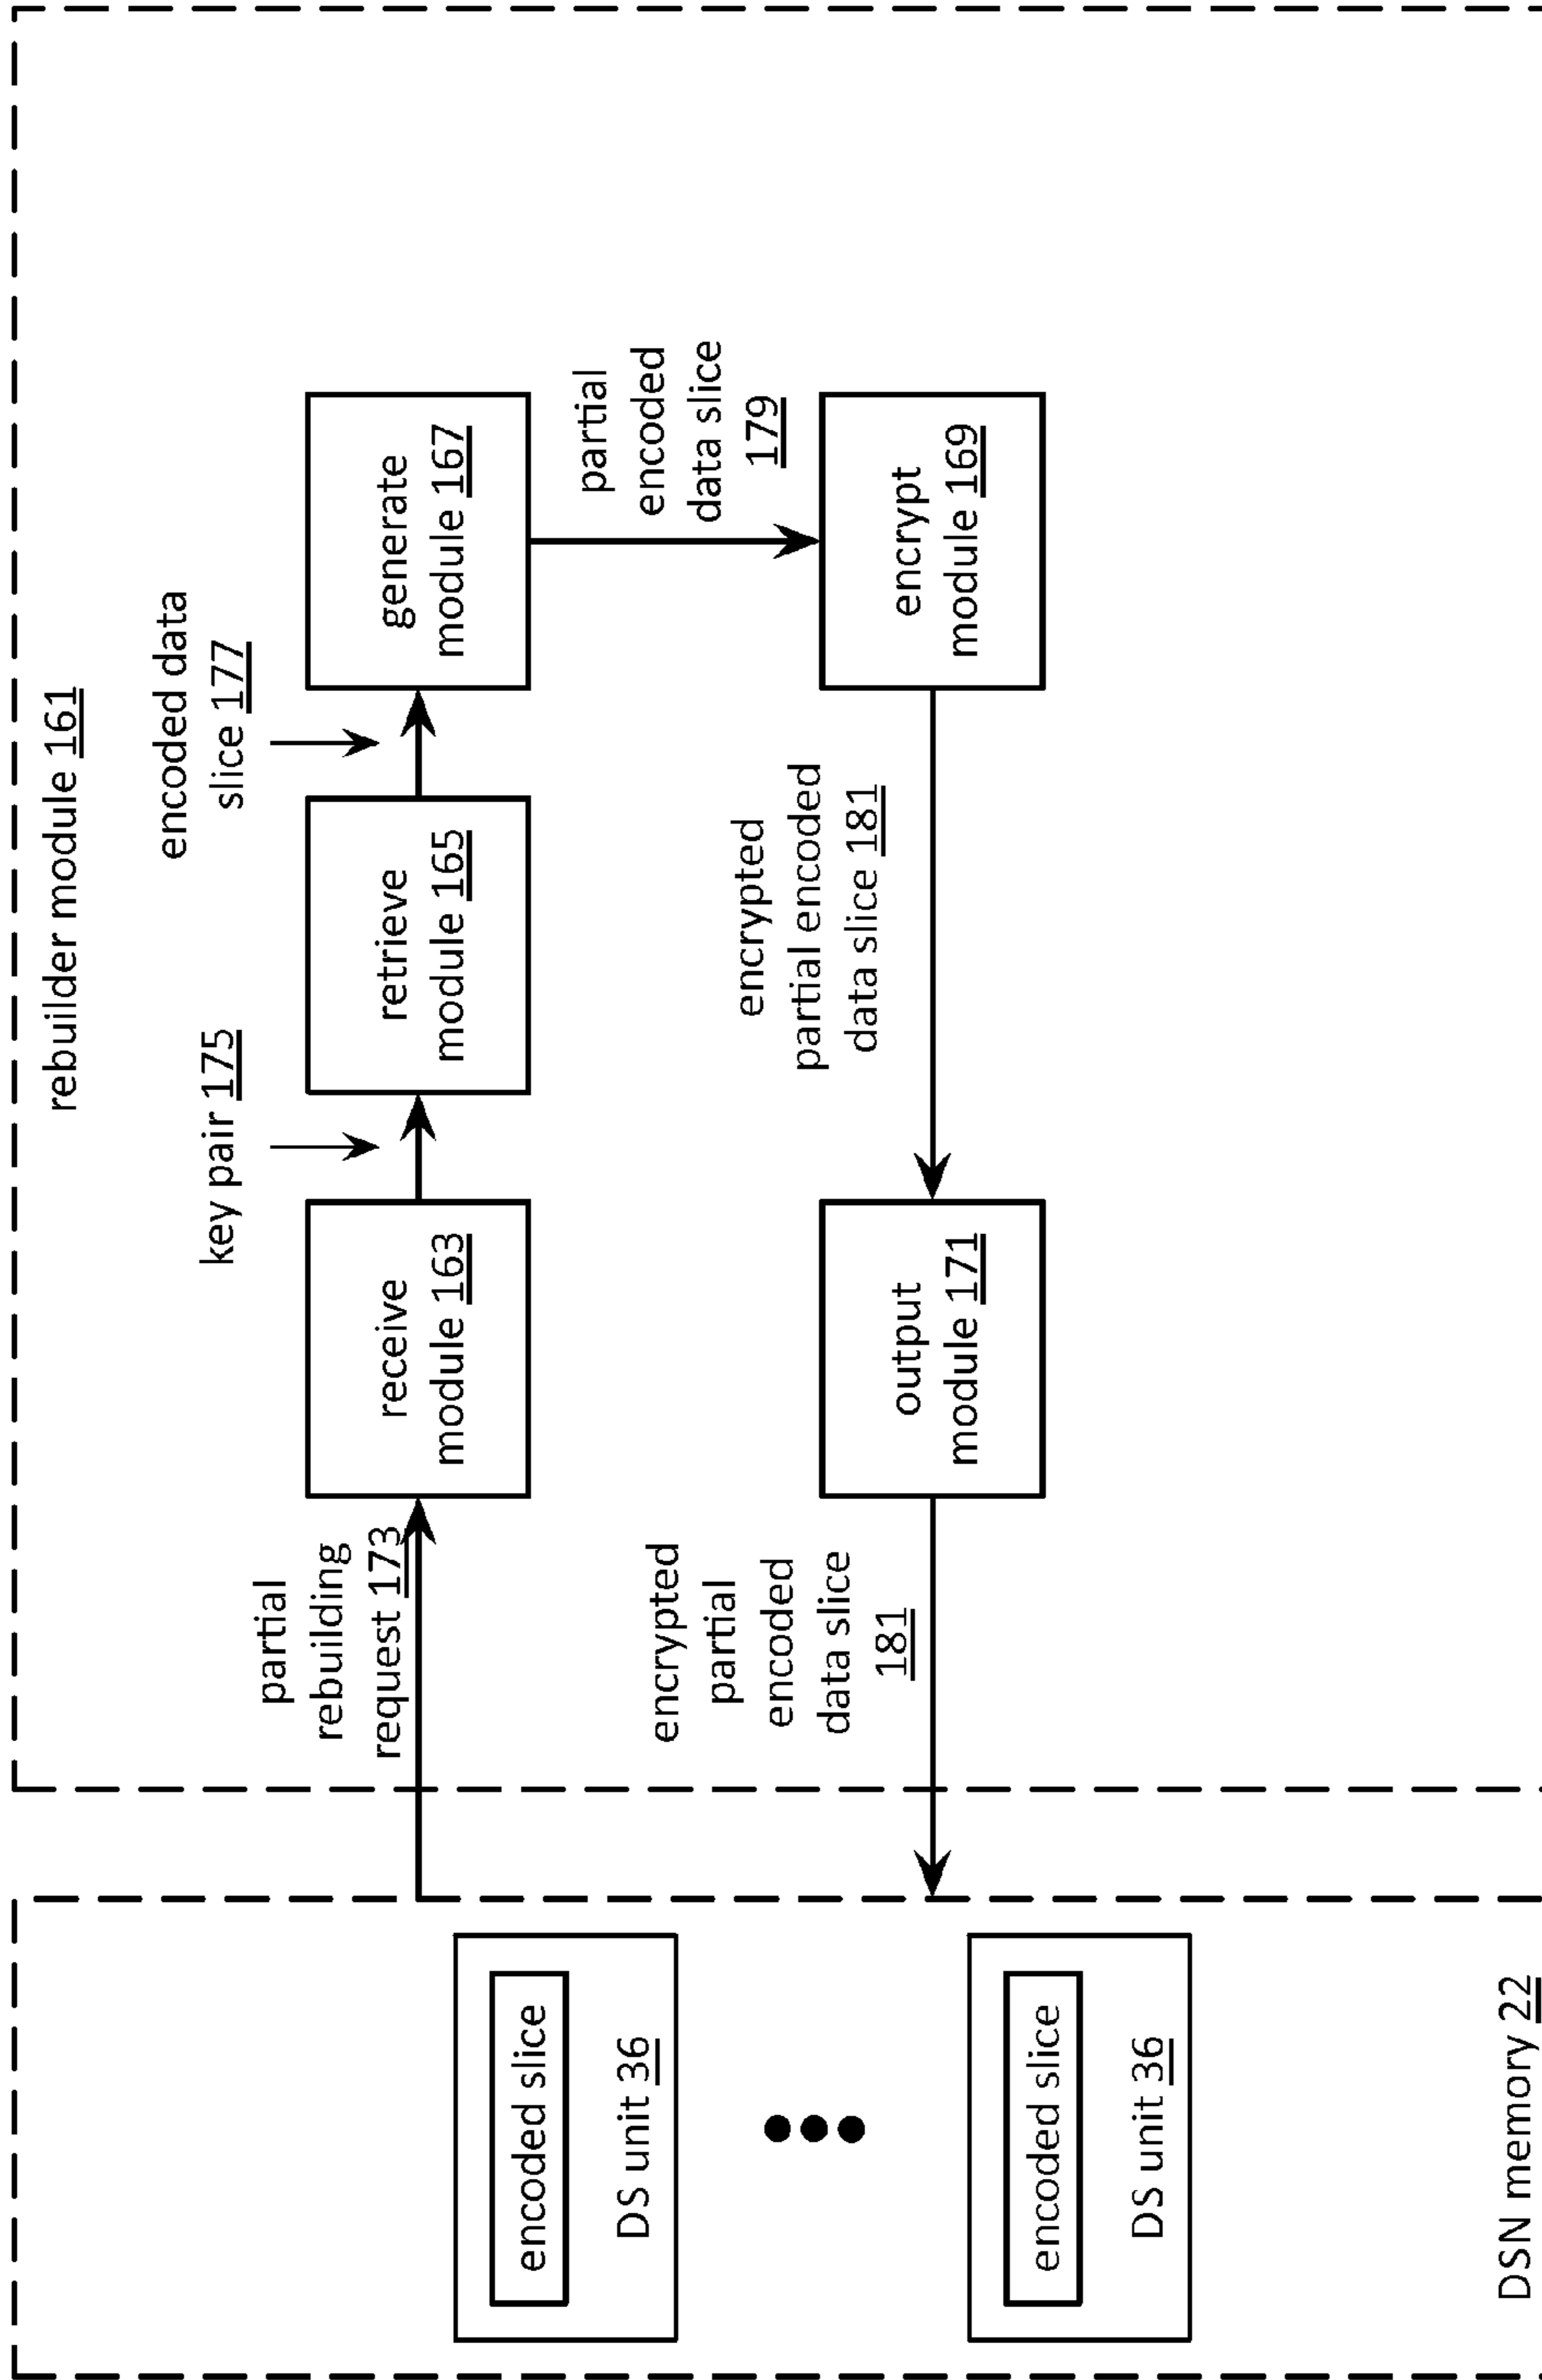 rebuilder module 161
key pair 175
encoded data
slice 177
partial
rebuilding
request 173
receive
module 163
retrieve
module 165
generate
module 167
partial
encoded
data slice
179
encrypted
partial
encoded
data slice
181
output
module 171
encrypted
partial encoded
data slice 181
encrypt
module 169
encoded slice
DS unit 36
encoded slice
DS unit 36
DSN memory 22